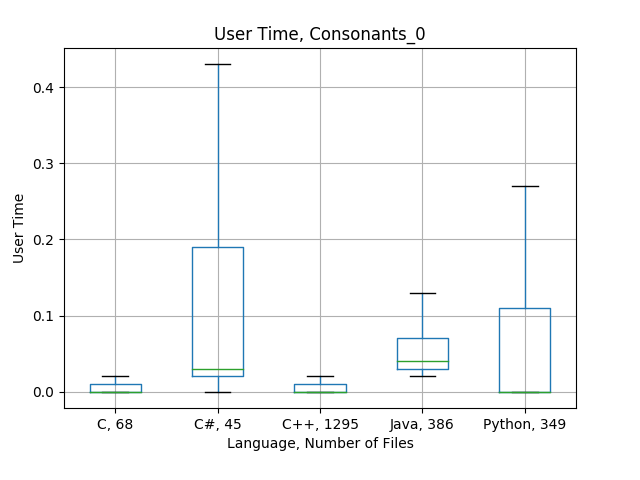 User Time, Consonants_0
User Time
0.4
0.3
0.2
0.1
0.0
C, 68 C#, 45 C++, 1295 Java, 386 Python, 349
Language, Number of Files